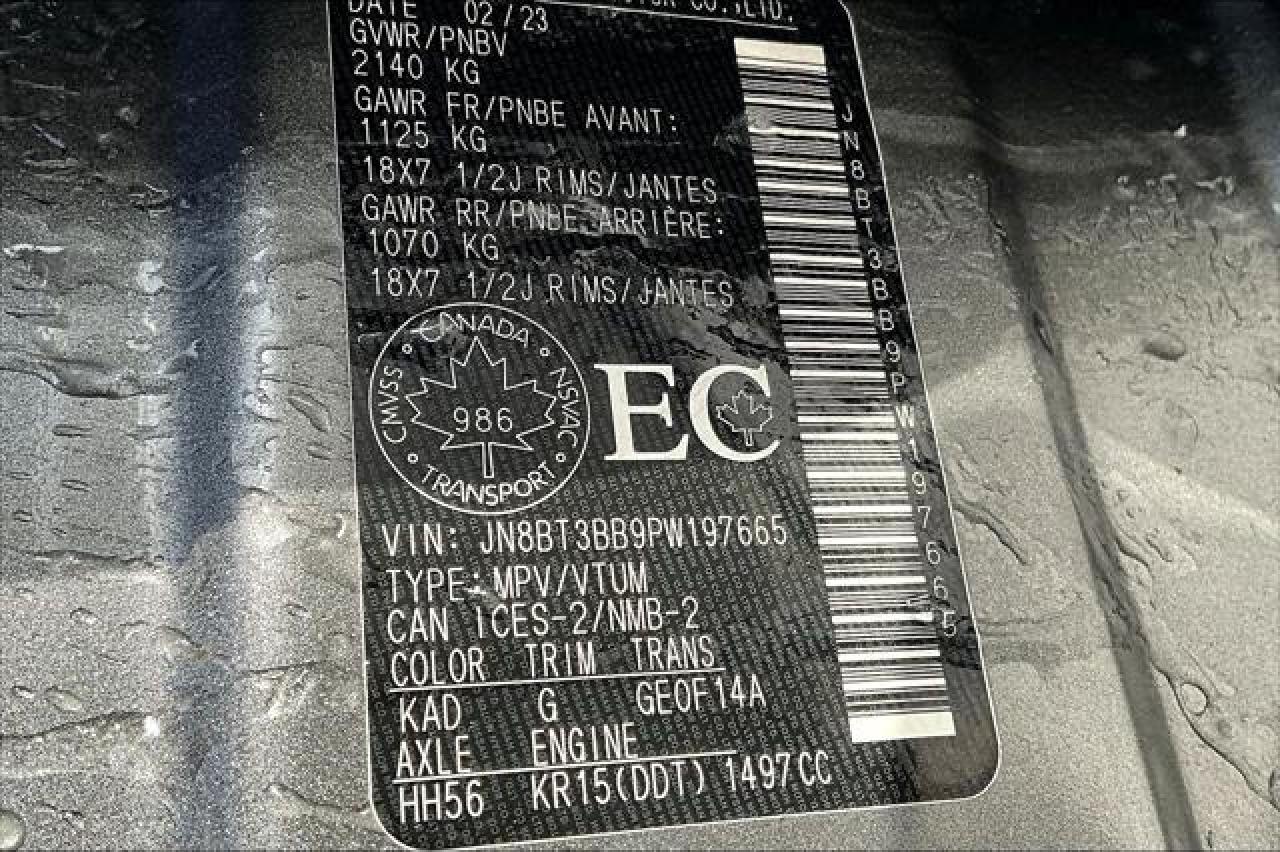 CO.,LTD.
DATE 02/23
GVWR/PNBV
2140 KG
GAWR FR/PNBE AVANT:
1125 KG
18X7 1/2J RIMS/JANTES
GAWR RR/PNBE ARRIÈRE:
1070 KG
18X7 1/2J RIMS/JANTES
CANADA
CMVSS NSVAC
986
TRANSPORT
EC
VIN: JN8BT3BB9PW197665
TYPE: MPV/VTUM
CAN ICES-2/NMB-2
COLOR TRIM TRANS
KAD G GE0F14A
AXLE ENGINE
HH56 KR15(DDT) 1497CC
JN8BT3BB9PW197665